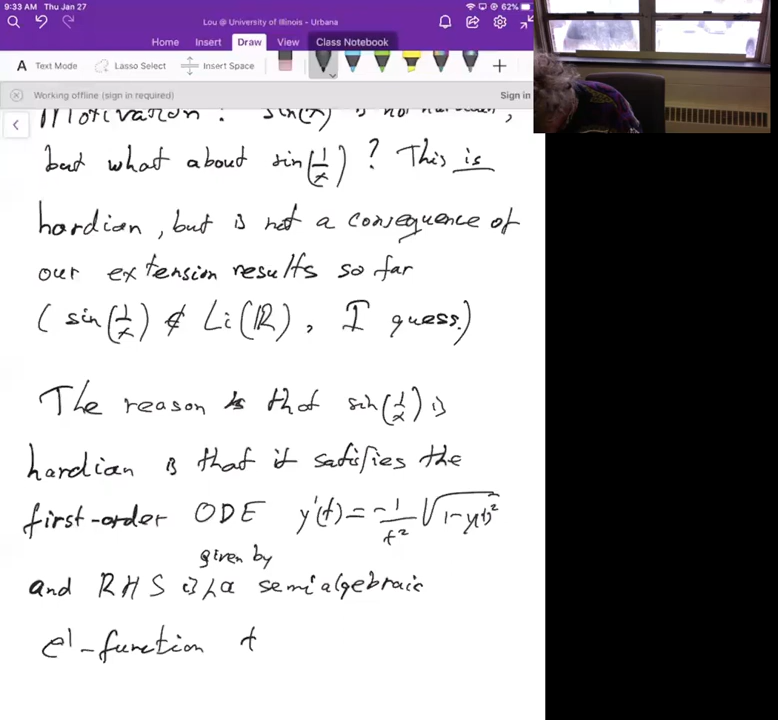 9:33 AM Thu Jan 27
62%
Lou @ University of Illinois - Urbana
Home Insert Draw View Class Notebook
A Text Mode Lasso Select Insert Space
Working offline (sign in required) Sign in
Motivation: sin(x) is not hardian,
but what about sin(1/x)? This is
hardian, but is not a consequence of
our extension results so far
(sin(1/x) ∉ Li(ℝ), I guess.)
The reason that sin(1/x) is
hardian is that it satisfies the
first-order ODE y'(t) = -1/t² √(1-y(t)²)
given by
and RHS is a semialgebraic
C¹-function t